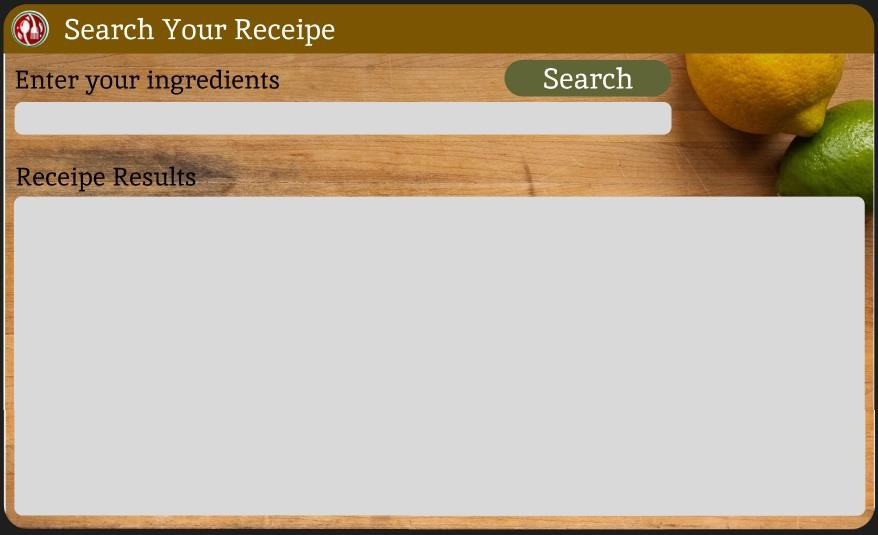 Search Your Receipe
Enter your ingredients
Search
Receipe Results